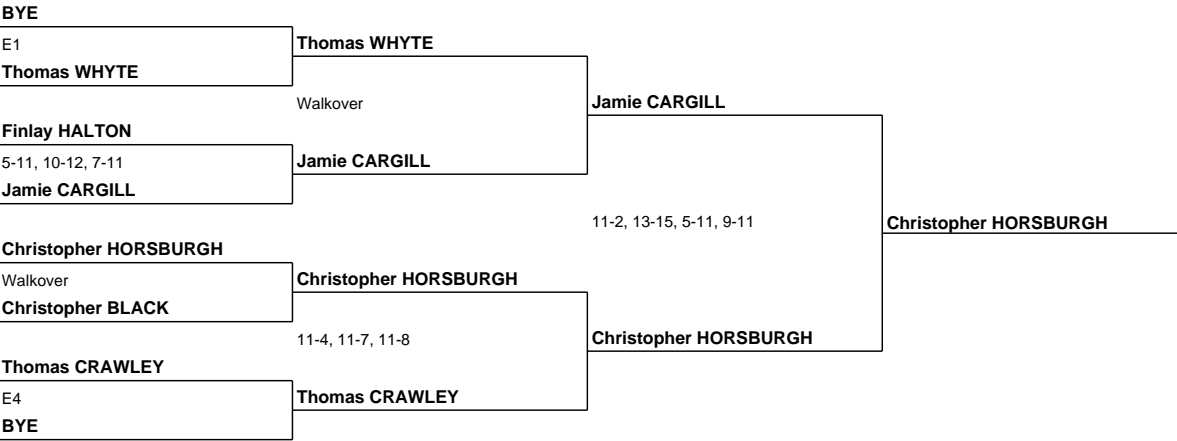 BYE
E1
Thomas WHYTE
Thomas WHYTE
Walkover
Jamie CARGILL
Finlay HALTON
5-11, 10-12, 7-11
Jamie CARGILL
Jamie CARGILL
11-2, 13-15, 5-11, 9-11
Christopher HORSBURGH
Christopher HORSBURGH
Walkover
Christopher HORSBURGH
Christopher BLACK
11-4, 11-7, 11-8
Christopher HORSBURGH
Thomas CRAWLEY
E4
Thomas CRAWLEY
BYE